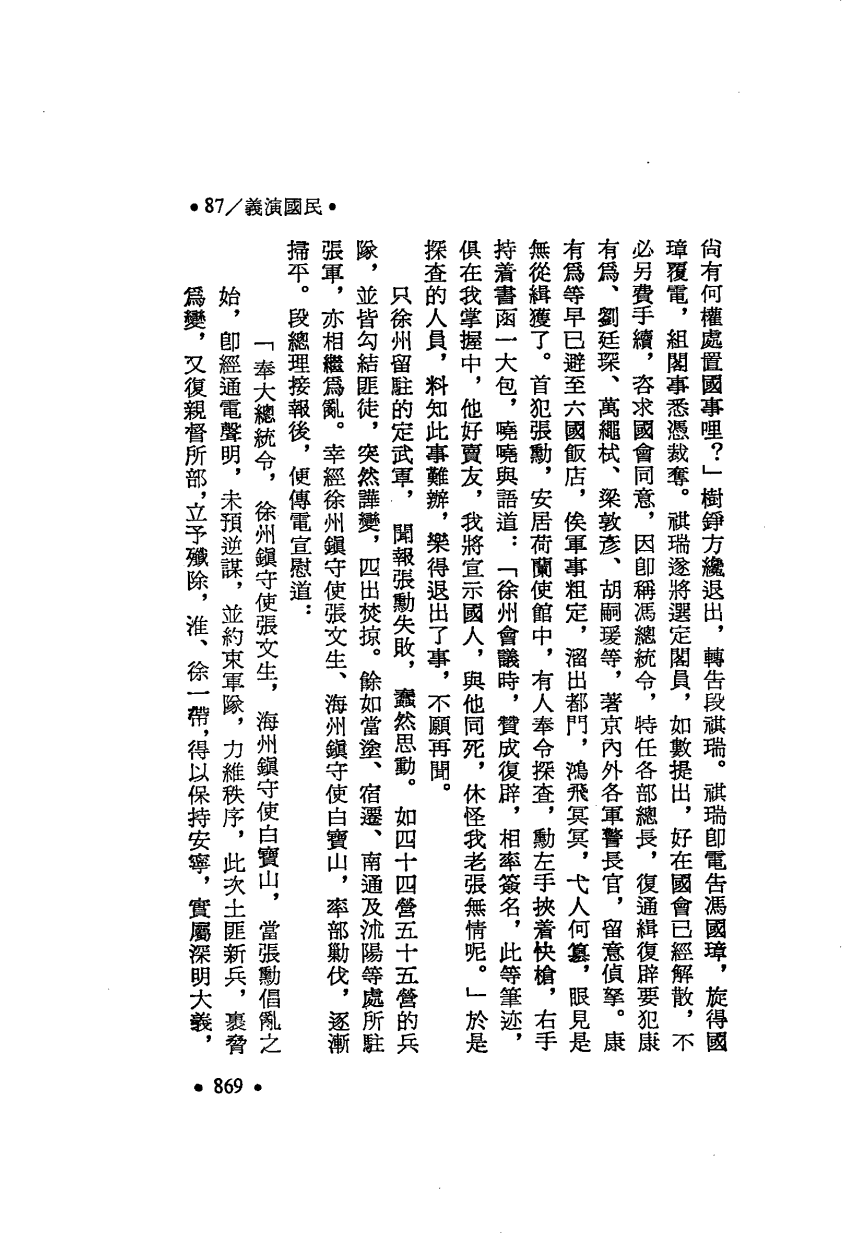 •87／義演國民•
尙有何權處置國事哩？」樹錚方纔退出，轉告段祺瑞。祺瑞卽電告馮國璋，旋得國
璋覆電，組閣事悉憑裁奪。祺瑞遂將選定閣員，如數提出，好在國會已經解散，不
必另費手續，咨求國會同意，因卽稱馮總統令，特任各部總長，復通緝復辟要犯康
有爲、劉廷琛、萬繩栻、梁敦彥、胡嗣瑗等，著京內外各軍警長官，留意偵拏。康
有爲等早已避至六國飯店，俟軍事粗定，溜出都門，鴻飛冥冥，弋人何篡，眼見是
無從緝獲了。首犯張勳，安居荷蘭使館中，有人奉令探查，勳左手挾着快槍，右手
持着書函一大包，嘵嘵與語道：「徐州會議時，贊成復辟，相率簽名，此等筆迹，
俱在我掌握中，他好賣友，我將宣示國人，與他同死，休怪我老張無情呢。」於是
探查的人員，料知此事難辦，樂得退出了事，不願再聞。
只徐州留駐的定武軍，聞報張勳失敗，蠢然思動。如四十四營五十五營的兵
隊，並皆勾結匪徒，突然譁變，四出焚掠。餘如當塗、宿遷、南通及沭陽等處所駐
張軍，亦相繼爲亂。幸經徐州鎭守使張文生、海州鎭守使白寶山，率部勦伐，逐漸
掃平。段總理接報後，便傳電宣慰道：
「奉大總統令，徐州鎭守使張文生，海州鎭守使白寶山，當張勳倡亂之
始，卽經通電聲明，未預逆謀，並約束軍隊，力維秩序，此次土匪新兵，裹脅
爲變，又復親督所部，立予殲除，淮、徐一帶，得以保持安寧，實屬深明大義，
•869•